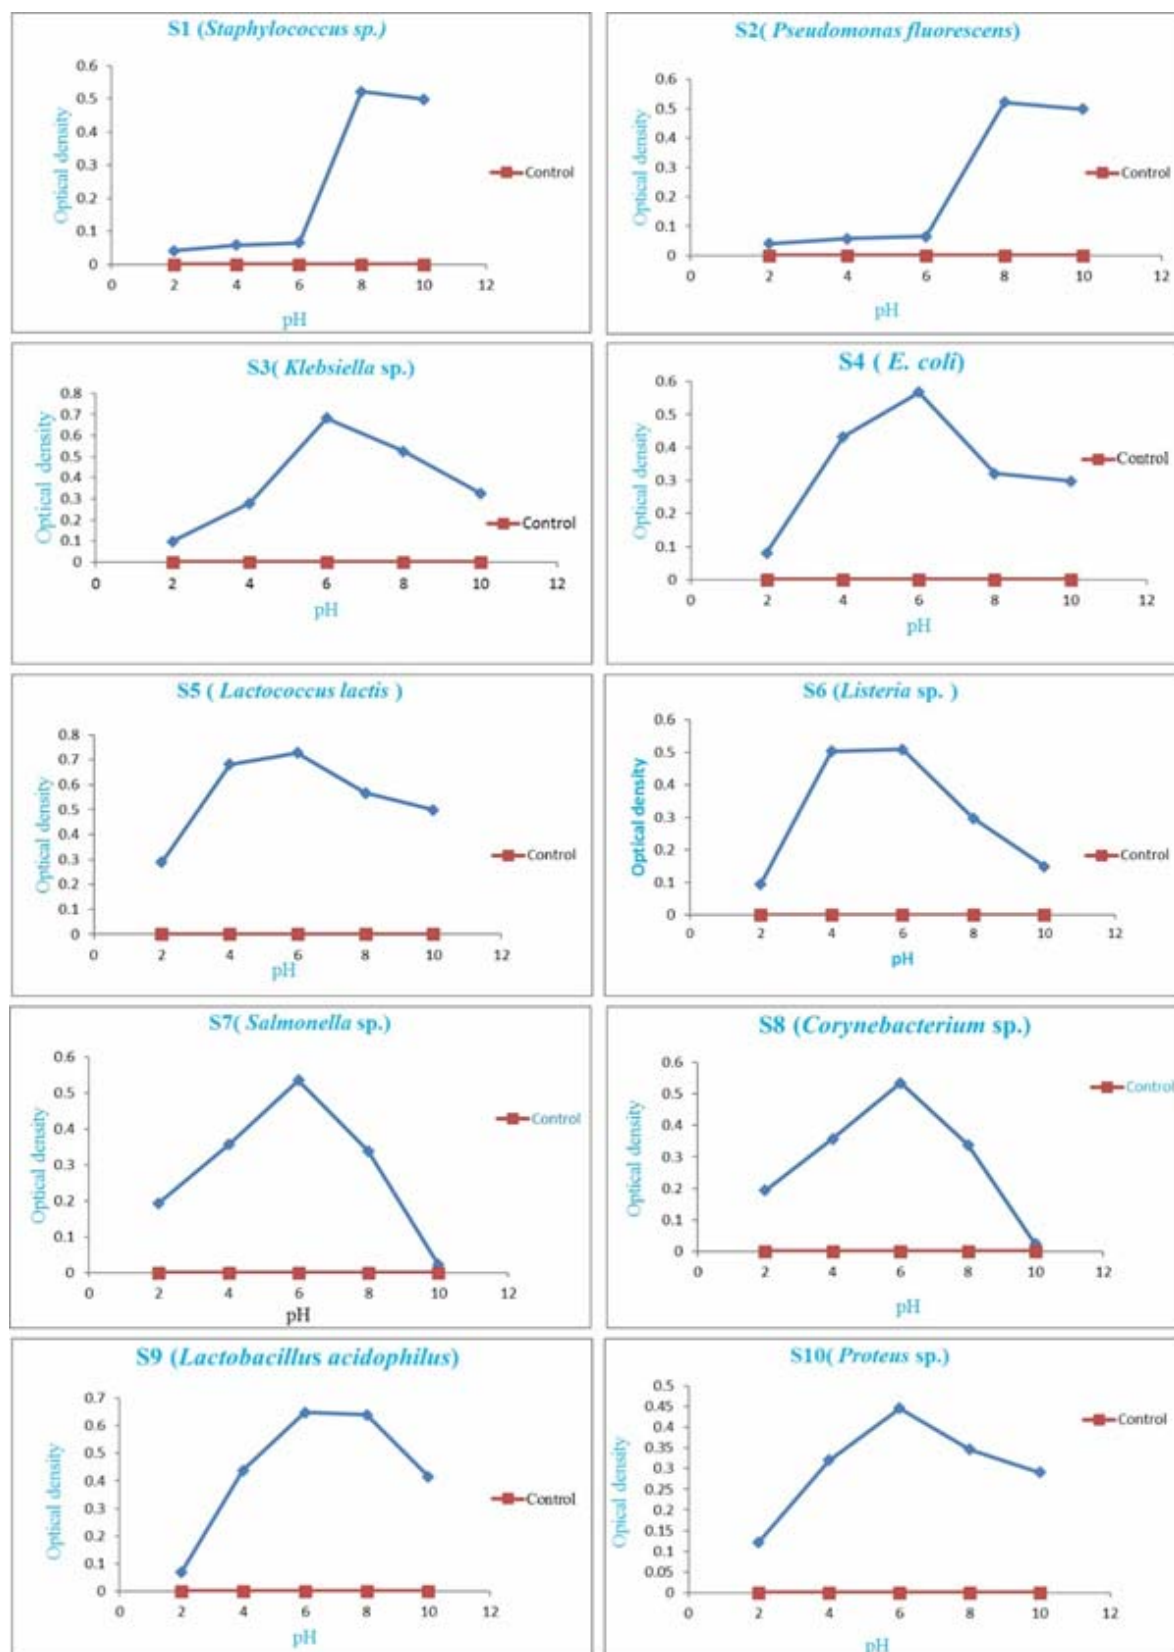 S1 (Staphylococcus sp.)
0.6
0.5
0.4
0.3
0.2
0.1
0
Optical density
Control
0 2 4 6 8 10 12
pH
S2( Pseudomonas fluorescens)
0.6
0.5
0.4
0.3
0.2
0.1
0
Optical density
Control
0 2 4 6 8 10 12
pH
S3( Klebsiella sp.)
0.8
0.7
0.6
0.5
0.4
0.3
0.2
0.1
0
Optical density
Control
0 2 4 6 8 10 12
pH
S4 ( E. coli)
0.6
0.5
0.4
0.3
0.2
0.1
0
Optical density
Control
0 2 4 6 8 10 12
pH
S5 ( Lactococcus lactis )
0.8
0.7
0.6
0.5
0.4
0.3
0.2
0.1
0
Optical density
Control
0 2 4 6 8 10 12
pH
S6 (Listeria sp. )
0.6
0.5
0.4
0.3
0.2
0.1
0
Optical density
Control
0 2 4 6 8 10 12
pH
S7( Salmonella sp.)
0.6
0.5
0.4
0.3
0.2
0.1
0
Optical density
Control
0 2 4 6 8 10 12
pH
S8 (Corynebacterium sp.)
0.6
0.5
0.4
0.3
0.2
0.1
0
Optical density
Control
0 2 4 6 8 10 12
pH
S9 (Lactobacillus acidophilus)
0.7
0.6
0.5
0.4
0.3
0.2
0.1
0
Optical density
Control
0 2 4 6 8 10 12
pH
S10( Proteus sp.)
0.5
0.45
0.4
0.35
0.3
0.25
0.2
0.15
0.1
0.05
0
Opical density
Control
0 2 4 6 8 10 12
pH